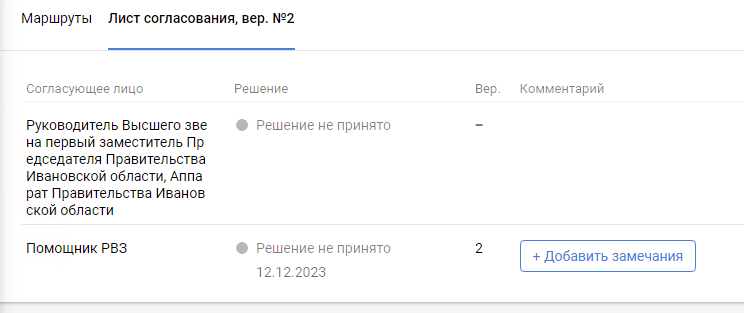 Маршруты Лист согласования, вер. №2
Согласующее лицо Решение Вер. Комментарий
Руководитель Высшего зве
на первый заместитель Пр
едседателя Правительства
Ивановской области, Аппа
рат Правительства Иванов
ской области
Решение не принято –
Помощник РВЗ Решение не принято 2 + Добавить замечания
12.12.2023